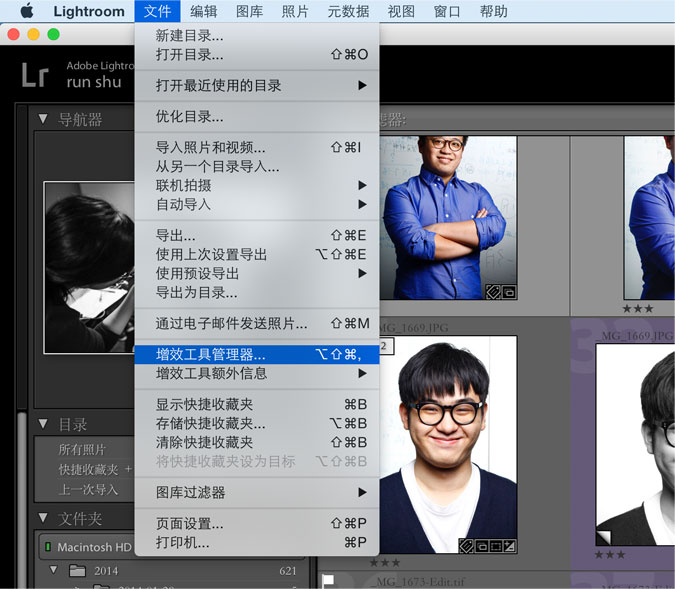 Lightroom 文件 编辑 图库 照片 元数据 视图 窗口 帮助
Lr
Adobe Lightro
run shu
导航器
目录
所有照片
快捷收藏夹 +
上一次导入
文件夹
Macintosh HD
2014 621
新建目录...
打开目录... ⇧⌘O
打开最近使用的目录 ▶
优化目录...
导入照片和视频... ⇧⌘I
从另一个目录导入...
联机拍摄 ▶
自动导入 ▶
导出... ⇧⌘E
使用上次设置导出 ⌥⇧⌘E
使用预设导出 ▶
导出为目录...
通过电子邮件发送照片... ⇧⌘M
增效工具管理器... ⌥⇧⌘,
增效工具额外信息 ▶
显示快捷收藏夹 ⌘B
存储快捷收藏夹... ⌥⌘B
清除快捷收藏夹 ⇧⌘B
将快捷收藏夹设为目标 ⌥⇧⌘B
图库过滤器 ▶
页面设置... ⇧⌘P
打印机... ⌘P
滤器:
★★★
_MG_1669.JPG
_MG_1669.JPG
2
★★★
★★★
_MG_1673-Edit.tif